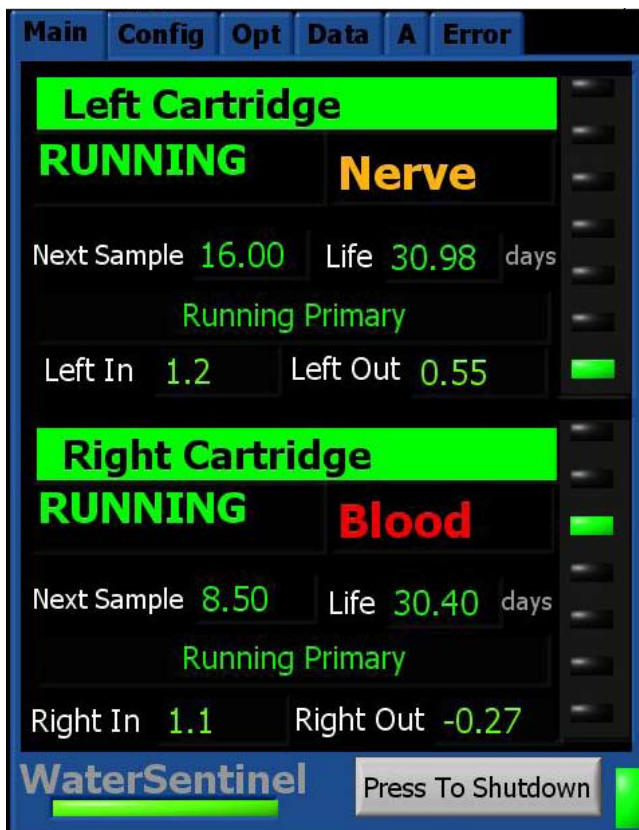 Main Config Opt Data A Error
Left Cartridge
RUNNING Nerve
Next Sample 16.00 Life 30.98 days
Running Primary
Left In 1.2 Left Out 0.55
Right Cartridge
RUNNING Blood
Next Sample 8.50 Life 30.40 days
Running Primary
Right In 1.1 Right Out -0.27
WaterSentinel Press To Shutdown